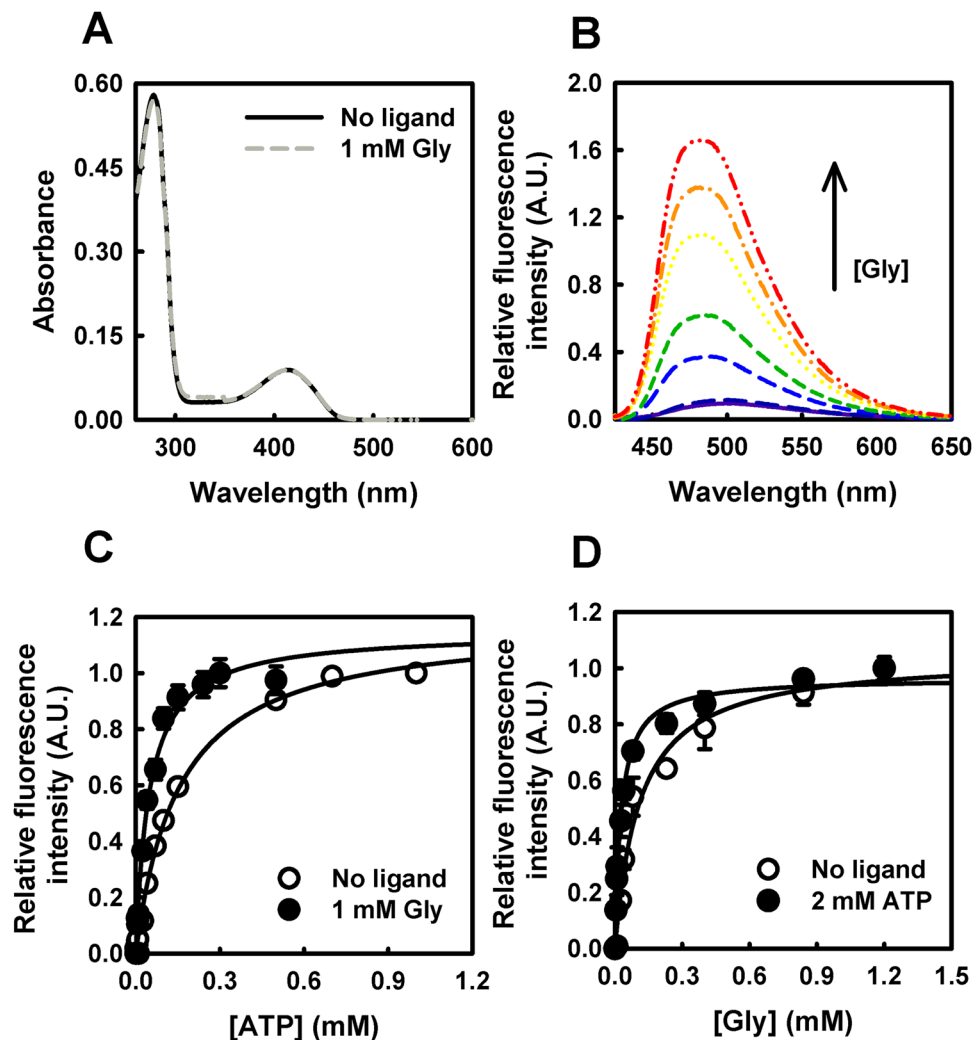 A
0.60
0.45
0.30
0.15
0.00
Absorbance
No ligand
1 mM Gly
300
400
500
600
Wavelength (nm)
B
2.0
1.6
1.2
0.8
0.4
0.0
Relative fluorescence
intensity (A.U.)
[Gly]
450
500
550
600
650
Wavelength (nm)
C
1.2
1.0
0.8
0.6
0.4
0.2
0.0
Relative fluorescence
intensity (A.U.)
No ligand
1 mM Gly
0.0
0.3
0.6
0.9
1.2
[ATP] (mM)
D
1.2
1.0
0.8
0.6
0.4
0.2
0.0
Relative fluorescence
intensity (A.U.)
No ligand
2 mM ATP
0.0
0.3
0.6
0.9
1.2
1.5
[Gly] (mM)